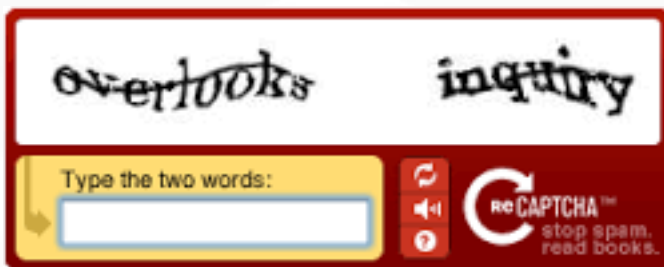 overlooks inquiry
Type the two words:
ReCAPTCHA™
stop spam.
read books.